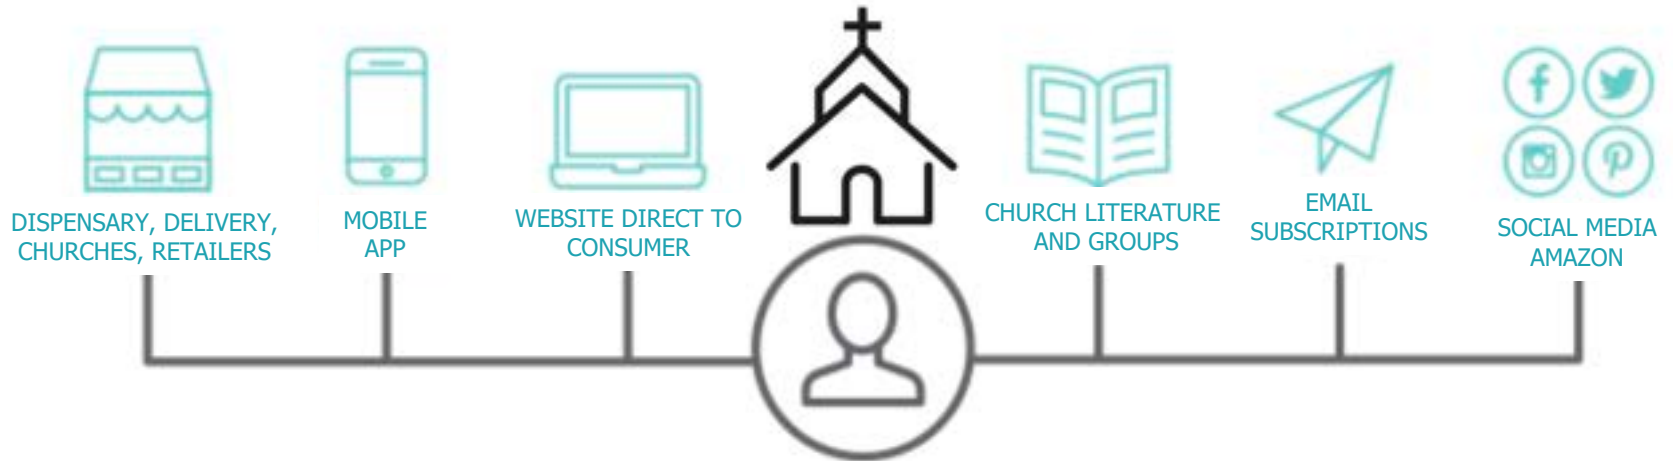 DISPENSARY, DELIVERY,
CHURCHES, RETAILERS
MOBILE
APP
WEBSITE DIRECT TO
CONSUMER
CHURCH LITERATURE
AND GROUPS
EMAIL
SUBSCRIPTIONS
SOCIAL MEDIA
AMAZON